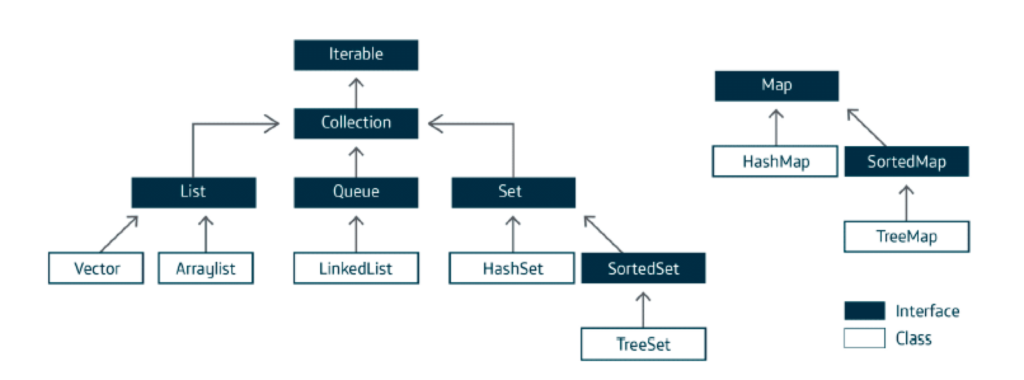 Iterable
Map
Collection
HashMap
SortedMap
List
Queue
Set
TreeMap
Vector
Arraylist
LinkedList
HashSet
SortedSet
Interface
Class
TreeSet